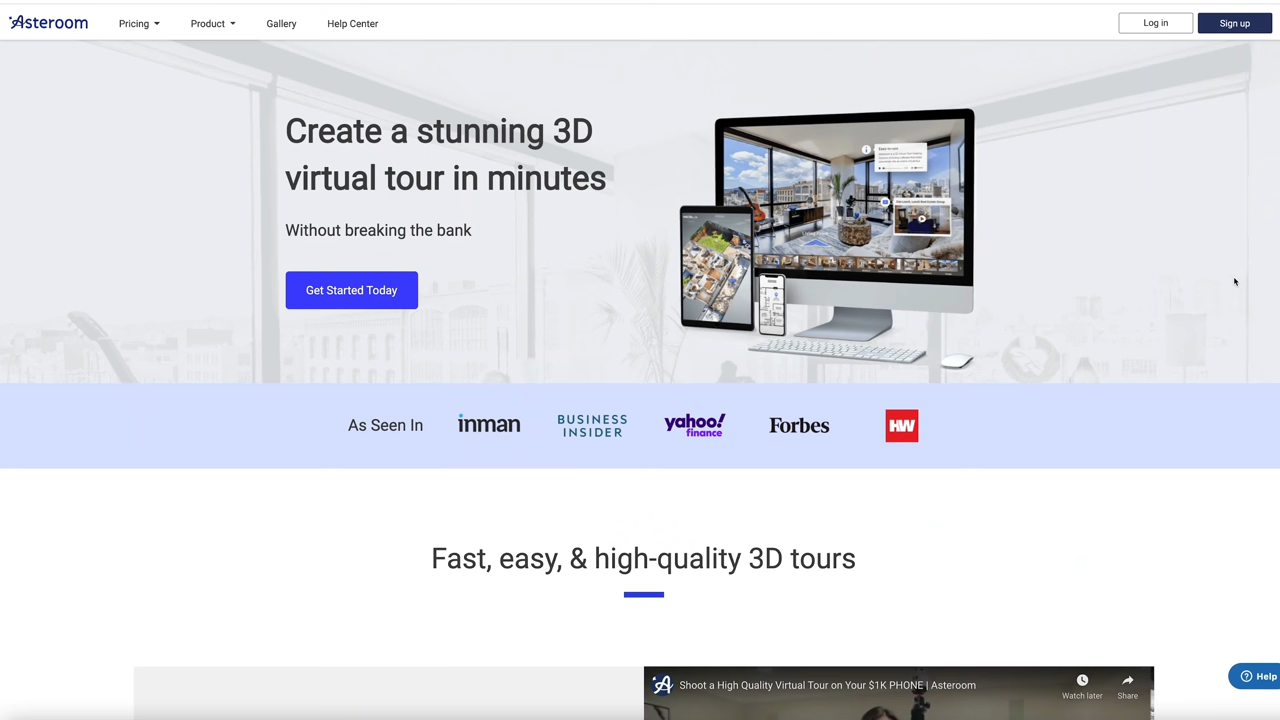 Asteroom
Pricing
Product
Gallery
Help Center
Log in
Sign up
Create a stunning 3D
virtual tour in minutes
Without breaking the bank
Get Started Today
As Seen In
inman
BUSINESS
INSIDER
yahoo!
finance
Forbes
HW
Fast, easy, & high-quality 3D tours
Shoot a High Quality Virtual Tour on Your $1K PHONE | Asteroom
Watch later
Share
Help